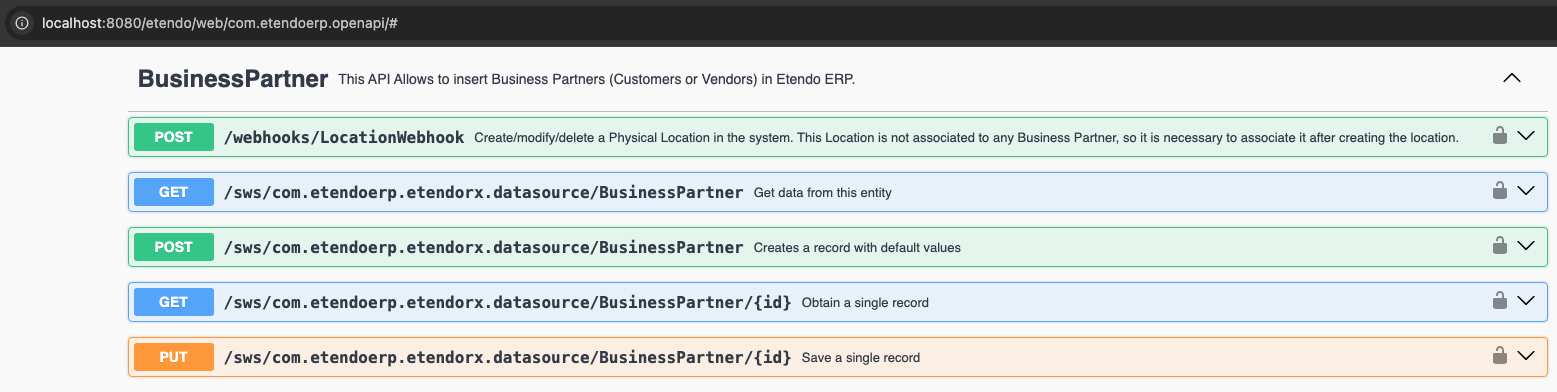 localhost:8080/etendo/web/com.etendoerp.openapi/#
BusinessPartner This API Allows to insert Business Partners (Customers or Vendors) in Etendo ERP.
POST /webhooks/LocationWebhook Create/modify/delete a Physical Location in the system. This Location is not associated to any Business Partner, so it is necessary to associate it after creating the location.
GET /sws/com.etendoerp.etendorx.datasource/BusinessPartner Get data from this entity
POST /sws/com.etendoerp.etendorx.datasource/BusinessPartner Creates a record with default values
GET /sws/com.etendoerp.etendorx.datasource/BusinessPartner/{id} Obtain a single record
PUT /sws/com.etendoerp.etendorx.datasource/BusinessPartner/{id} Save a single record